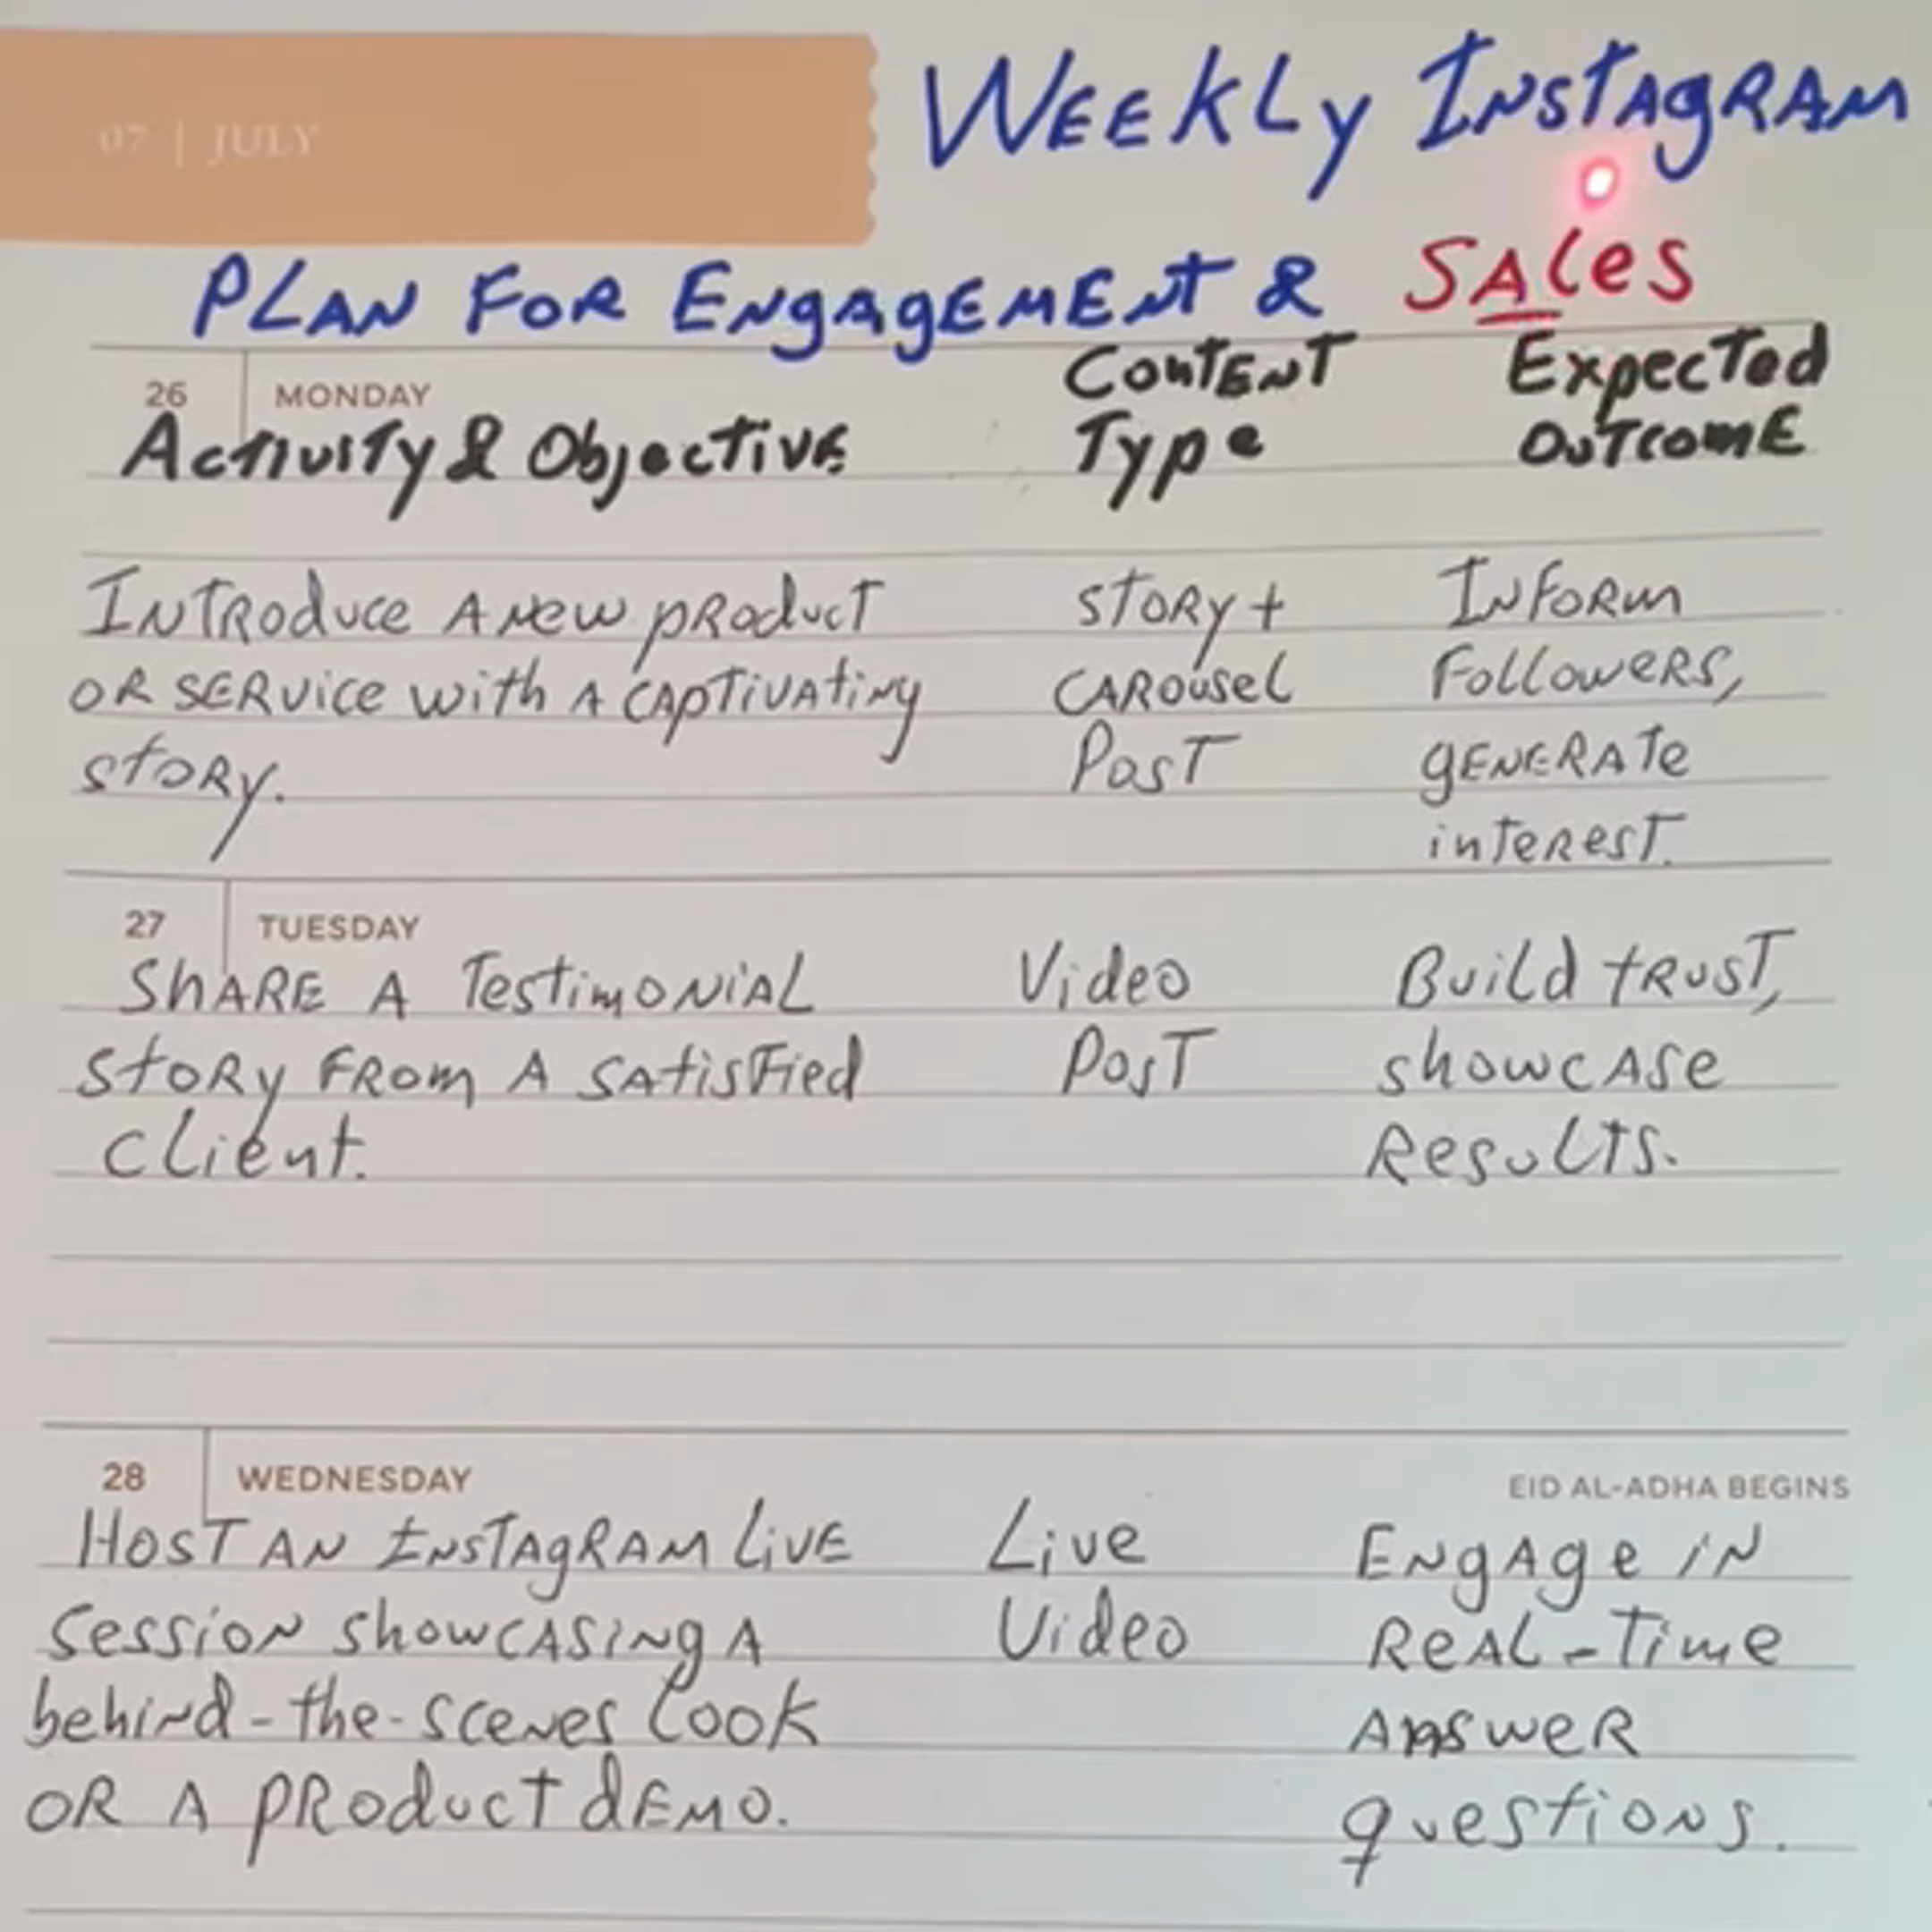 07 | JULY
WEEKLY INSTAGRAM
PLAN FOR ENGAGEMENT & SALES
26 MONDAY
Activity & Objective Content Type Expected Outcome
Introduce a new product story + Inform
or service with a captivating carousel Followers,
story. Post generate
interest.
27 TUESDAY
Share a Testimonial Video Build trust,
story from a satisfied Post showcase
client. Results.
28 WEDNESDAY EID AL-ADHA BEGINS
Host an Instagram Live Live Engage in
session showcasing a Video Real-Time
behind-the-scenes look Answer
or a product demo. questions.